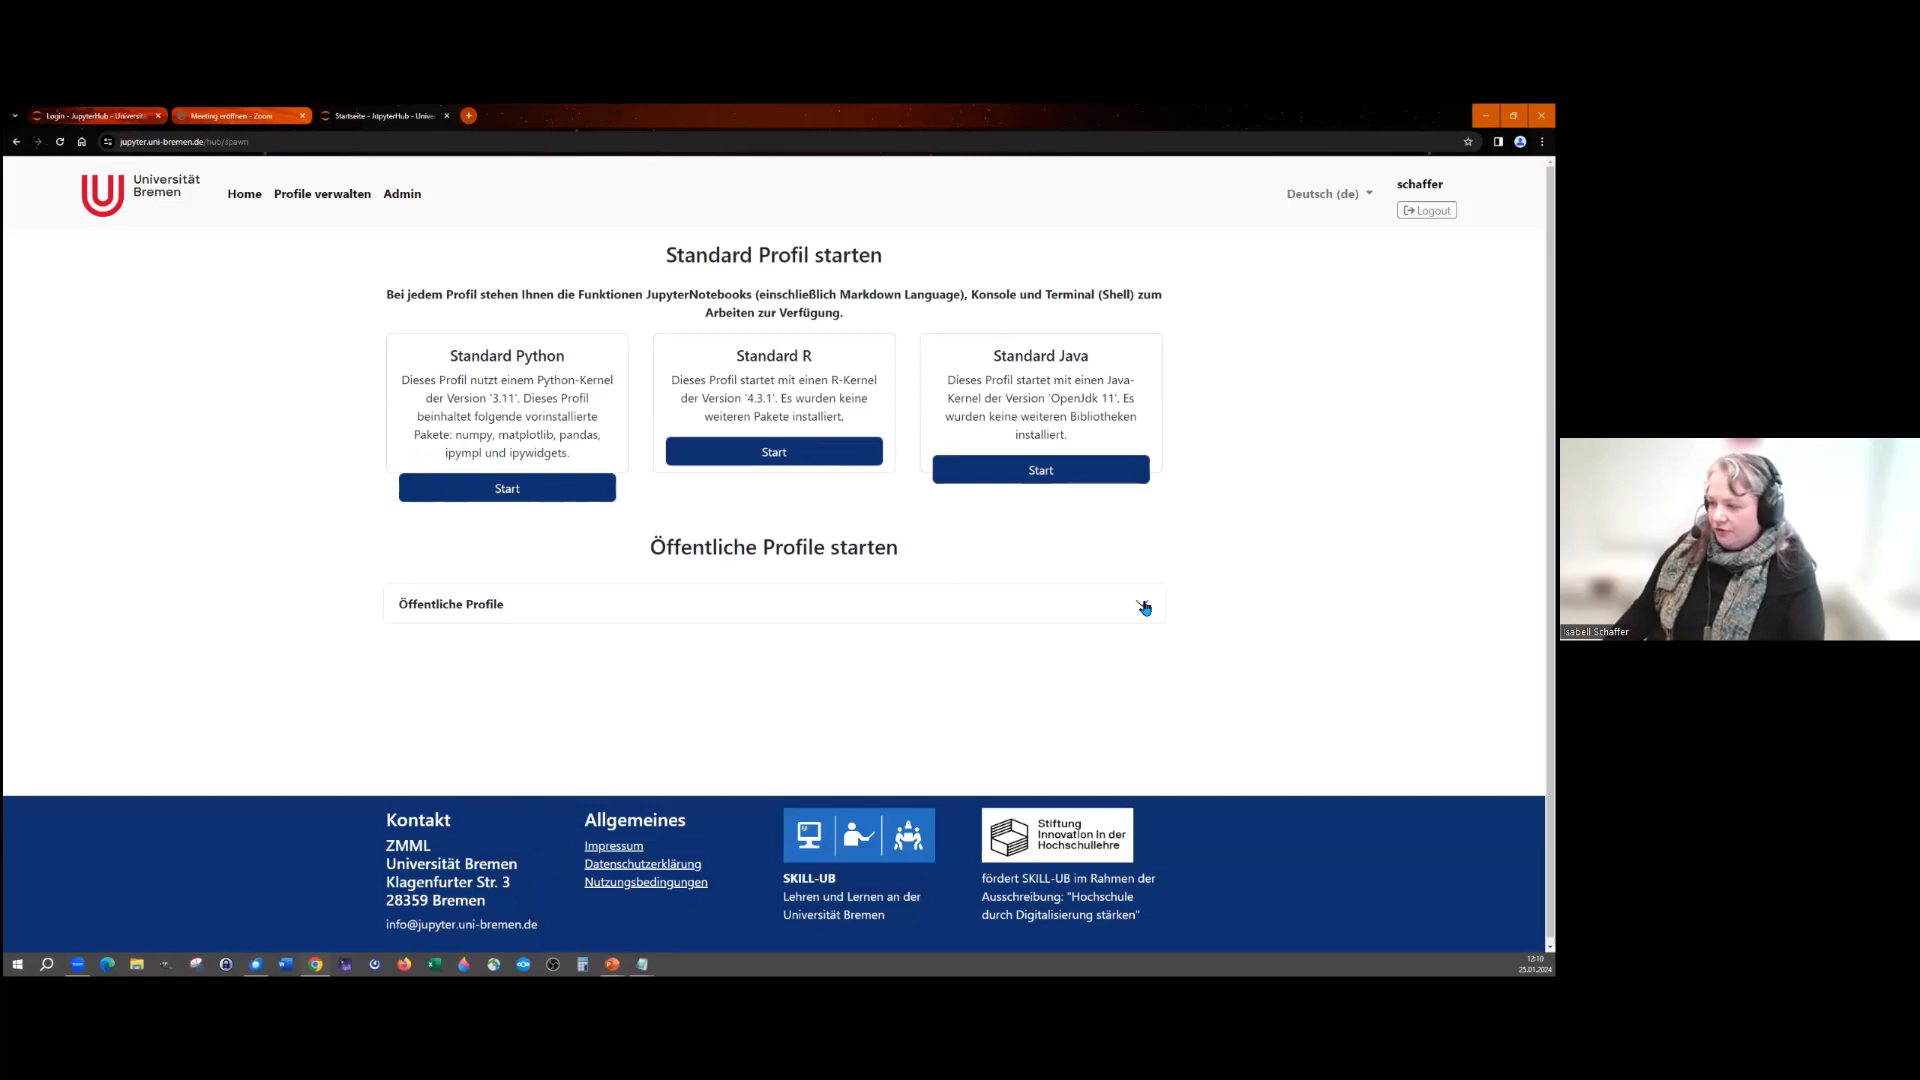 Login - JupyterHub - Universit
Meeting eröffnen - Zoom
Startseite - JupyterHub - Unive
jupyter.uni-bremen.de/hub/spawn
Universität
Bremen
Home
Profile verwalten
Admin
Deutsch (de)
schaffer
Logout
Standard Profil starten
Bei jedem Profil stehen Ihnen die Funktionen JupyterNotebooks (einschließlich Markdown Language), Konsole und Terminal (Shell) zum
Arbeiten zur Verfügung.
Standard Python
Dieses Profil nutzt einem Python-Kernel
der Version '3.11'. Dieses Profil
beinhaltet folgende vorinstallierte
Pakete: numpy, matplotlib, pandas,
ipympl und ipywidgets.
Start
Standard R
Dieses Profil startet mit einen R-Kernel
der Version '4.3.1'. Es wurden keine
weiteren Pakete installiert.
Start
Standard Java
Dieses Profil startet mit einen Java-
Kernel der Version 'OpenJdk 11'. Es
wurden keine weiteren Bibliotheken
installiert.
Start
Öffentliche Profile starten
Öffentliche Profile
Isabell Schaffer
Kontakt
ZMML
Universität Bremen
Klagenfurter Str. 3
28359 Bremen
info@jupyter.uni-bremen.de
Allgemeines
Impressum
Datenschutzerklärung
Nutzungsbedingungen
SKILL-UB
Lehren und Lernen an der
Universität Bremen
Stiftung
Innovation in der
Hochschullehre
fördert SKILL-UB im Rahmen der
Ausschreibung: "Hochschule
durch Digitalisierung stärken"
12:10
25.01.2024